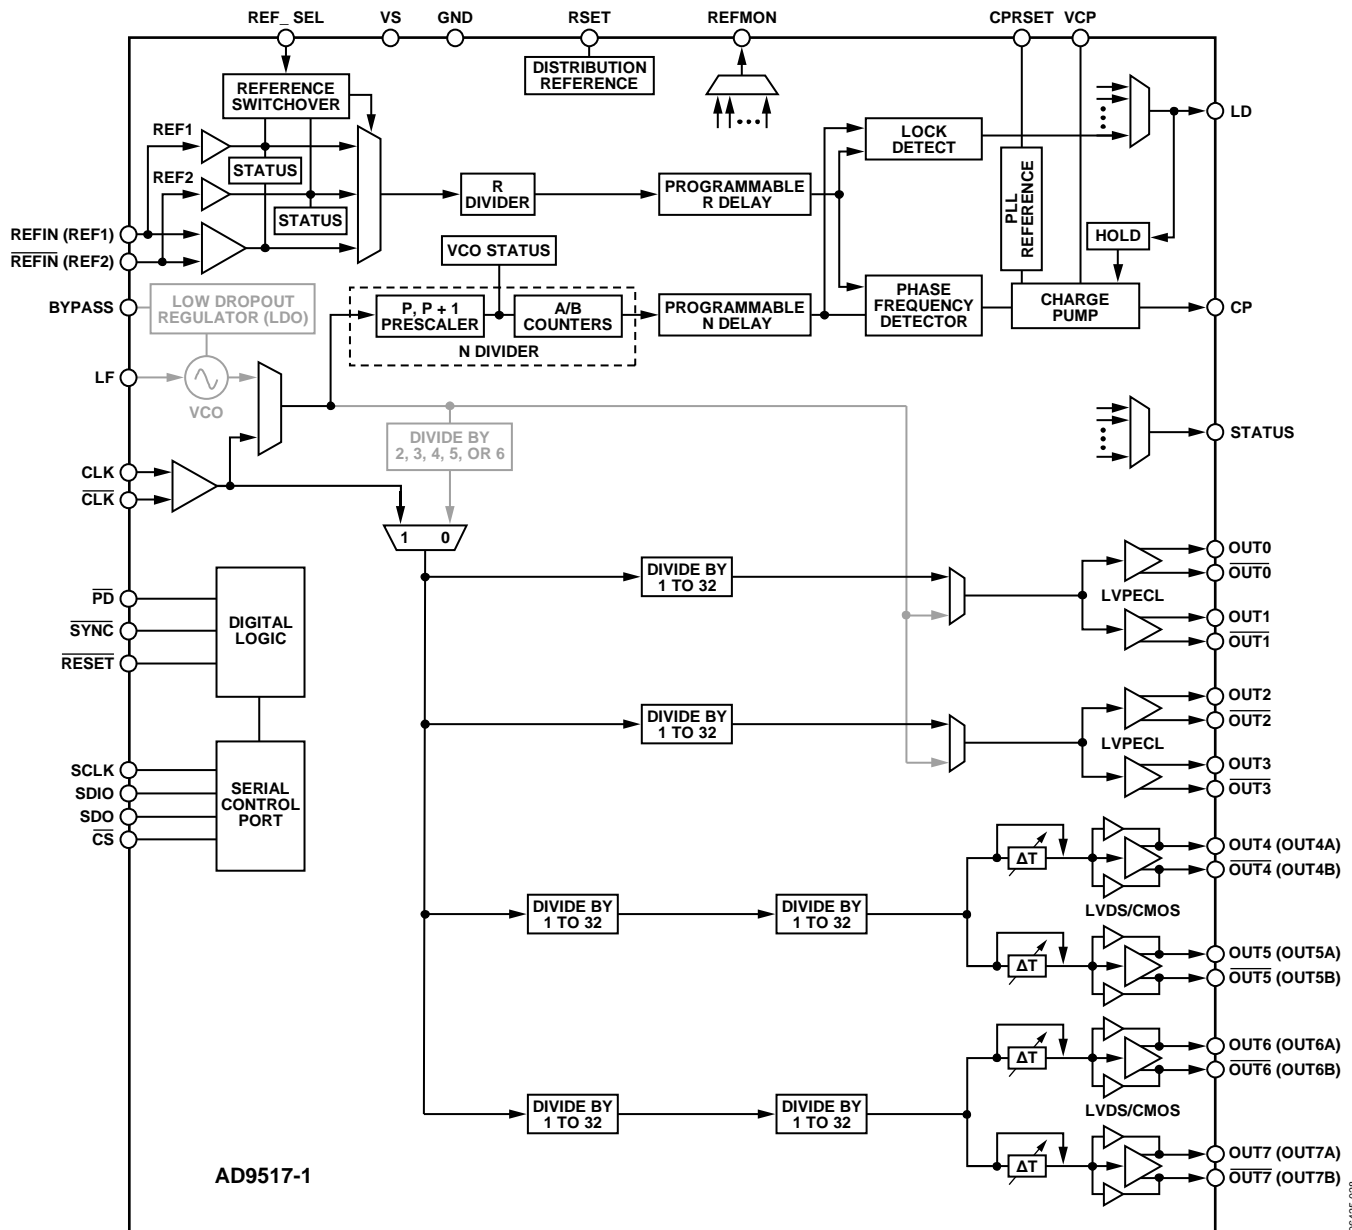 REF_ SEL
VS
GND
RSET
REFMON
CPRSET
VCP
DISTRIBUTION
REFERENCE
REFERENCE
SWITCHOVER
REF1
STATUS
REF2
STATUS
REFIN (REF1)
REFIN (REF2)
BYPASS
LOW DROPOUT
REGULATOR (LDO)
LF
VCO
R
DIVIDER
VCO STATUS
P, P + 1
PRESCALER
A/B
COUNTERS
N DIVIDER
PROGRAMMABLE
R DELAY
PROGRAMMABLE
N DELAY
LOCK
DETECT
PHASE
FREQUENCY
DETECTOR
PLL
REFERENCE
HOLD
CHARGE
PUMP
LD
CP
STATUS
DIVIDE BY
2, 3, 4, 5, OR 6
CLK
CLK
1 0
PD
SYNC
RESET
DIGITAL
LOGIC
SCLK
SDIO
SDO
CS
SERIAL
CONTROL
PORT
DIVIDE BY
1 TO 32
LVPECL
OUT0
OUT0
OUT1
OUT1
DIVIDE BY
1 TO 32
LVPECL
OUT2
OUT2
OUT3
OUT3
DIVIDE BY
1 TO 32
DIVIDE BY
1 TO 32
ΔT
ΔT
LVDS/CMOS
OUT4 (OUT4A)
OUT4 (OUT4B)
OUT5 (OUT5A)
OUT5 (OUT5B)
DIVIDE BY
1 TO 32
DIVIDE BY
1 TO 32
ΔT
ΔT
LVDS/CMOS
OUT6 (OUT6A)
OUT6 (OUT6B)
OUT7 (OUT7A)
OUT7 (OUT7B)
AD9517-1